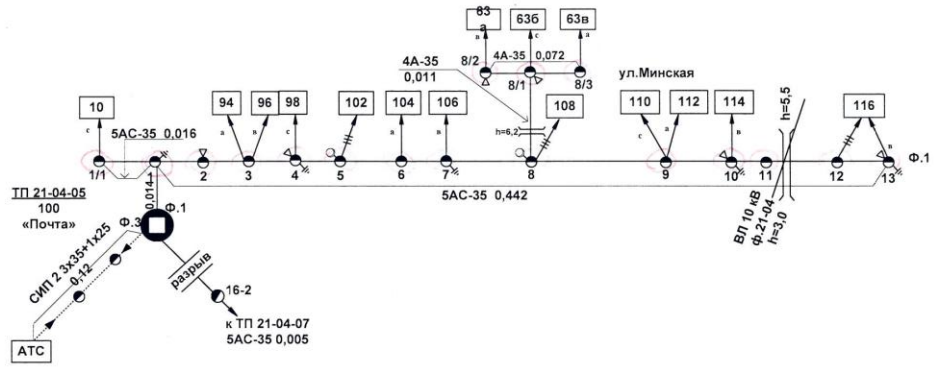 63
а
63б
63в
в
с
а
4А-35 0,072
8/2
8/1
8/3
4А-35
0,011
ул.Минская
10
94
96
98
102
104
106
108
110
112
114
116
с
а
в
с
а
в
с
а
в
в
h=6,2
h=5,5
5АС-35 0,016
1/1
2
3
4
5
6
7
8
9
10
11
12
13
Ф.1
ТП 21-04-05
100
«Почта»
0,014
5АС-35 0,442
ВЛ 10 кВ
ф.21-04
h=3,0
Ф.1
Ф.3
СИП 2 3х35+1х25
0,12
разрыв
16-2
к ТП 21-04-07
5АС-35 0,005
АТС